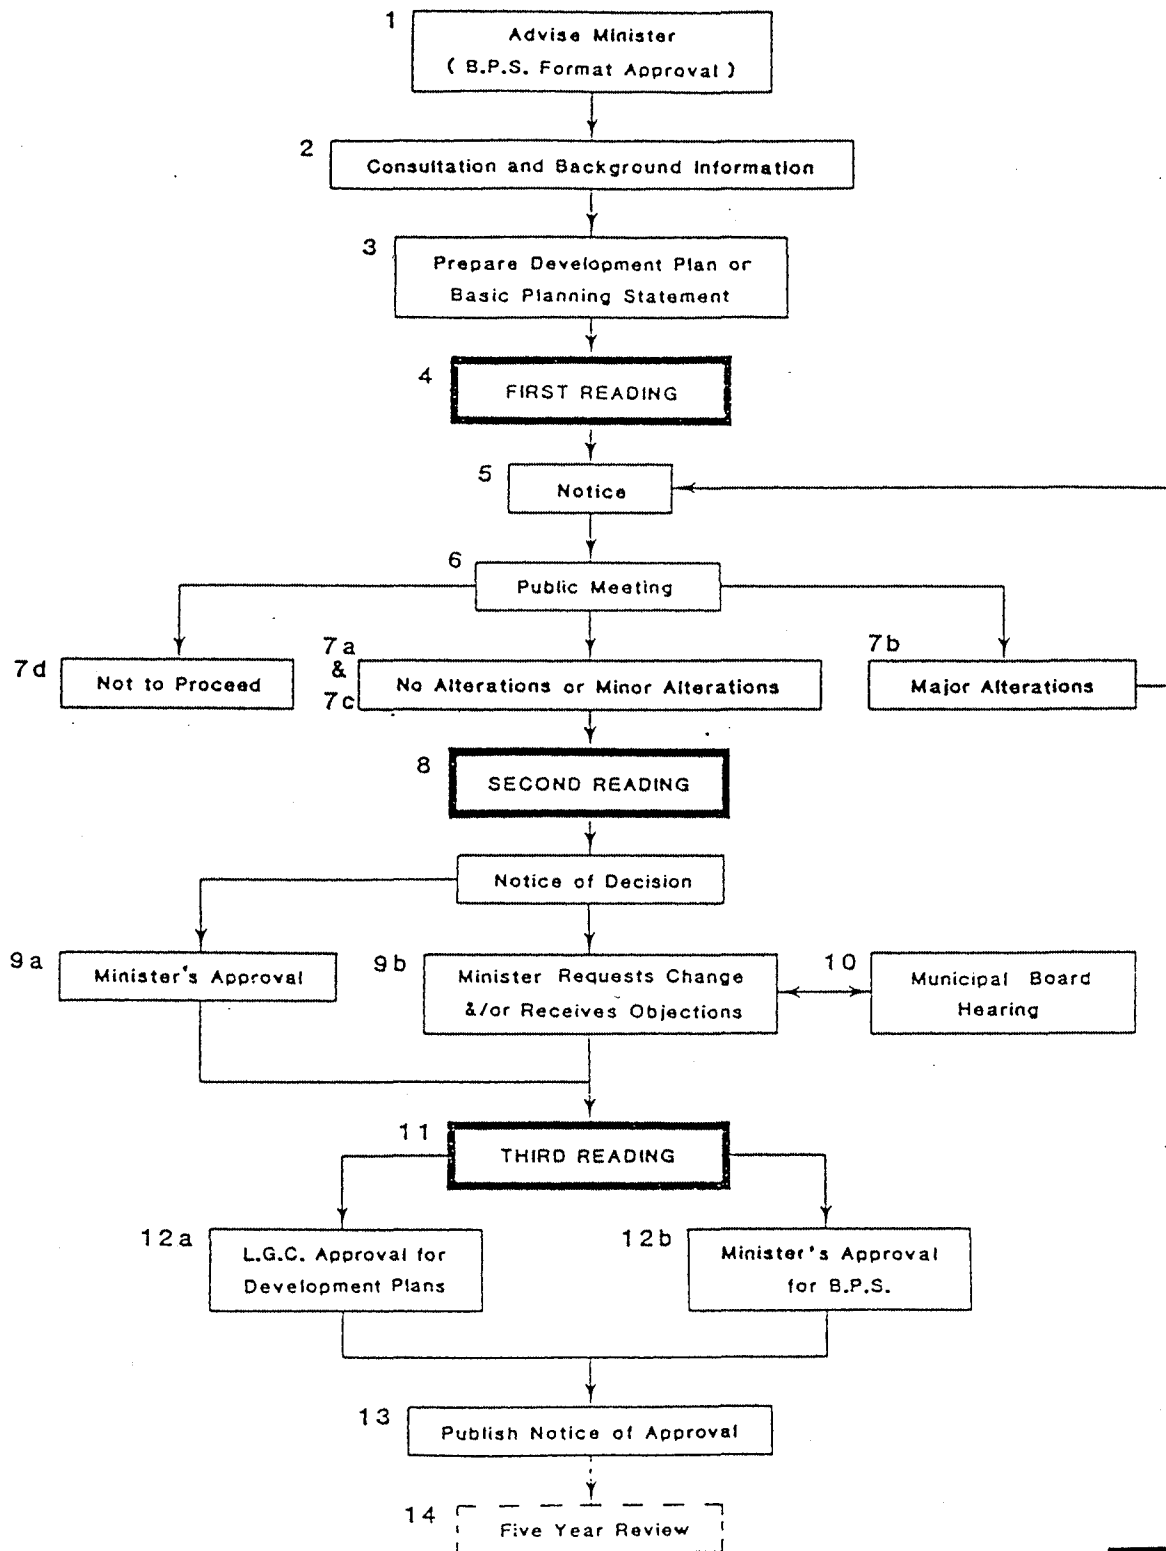 1
Advise Minister
( B.P.S. Format Approval )
2
Consultation and Background Information
3
Prepare Development Plan or
Basic Planning Statement
4
FIRST READING
5
Notice
6
Public Meeting
7d
Not to Proceed
7a
&
7c
No Alterations or Minor Alterations
7b
Major Alterations
8
SECOND READING
Notice of Decision
9a
Minister's Approval
9b
Minister Requests Change
&/or Receives Objections
10
Municipal Board
Hearing
11
THIRD READING
12a
L.G.C. Approval for
Development Plans
12b
Minister's Approval
for B.P.S.
13
Publish Notice of Approval
14
Five Year Review